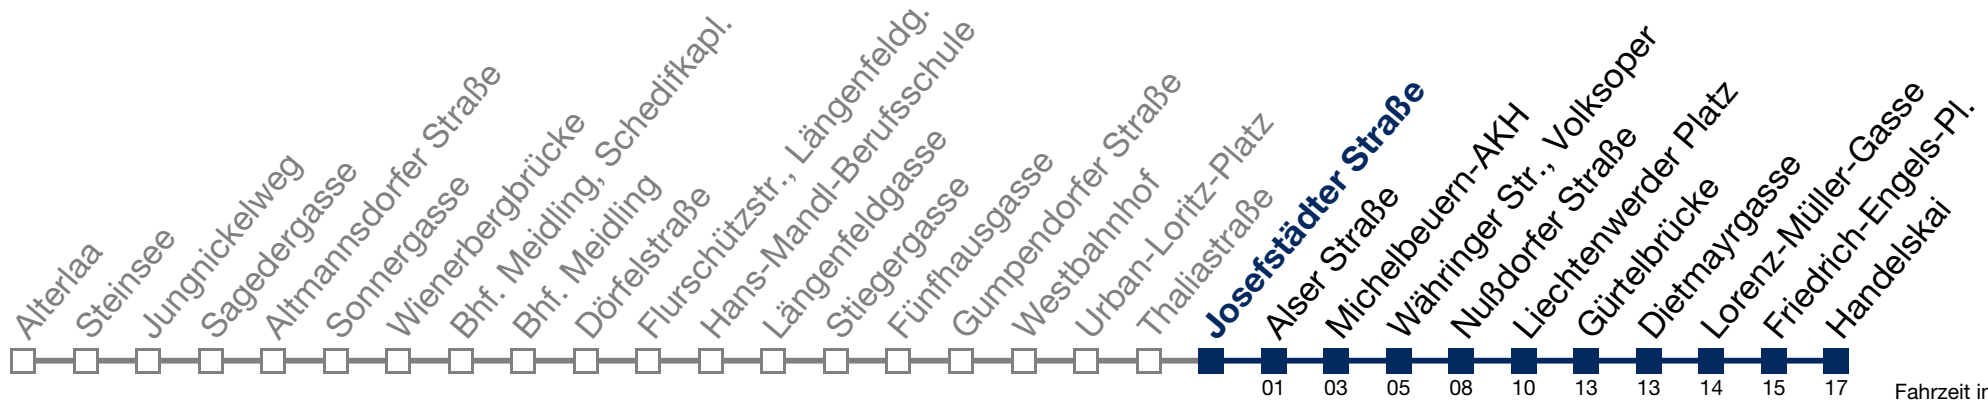 Alterlaa
Steinsee
Jungnickelweg
Sagedergasse
Altmannsdorfer Straße
Sonnergasse
Wienerbergbrücke
Bhf. Meidling, Schedifkapl.
Bhf. Meidling
Dörfelstraße
Flurschützstr., Längenfeldg.
Hans-Mandl-Berufsschule
Längenfeldgasse
Stiegergasse
Fünfhausgasse
Gumpendorfer Straße
Westbahnhof
Urban-Loritz-Platz
Thaliastraße
Josefstädter Straße
Alser Straße
Michelbeuern-AKH
Währinger Str., Volksoper
Nußdorfer Straße
Liechtenwerder Platz
Gürtelbrücke
Dietmayrgasse
Lorenz-Müller-Gasse
Friedrich-Engels-Pl.
Handelskai
01 03 05 08 10 13 13 14 15 17
Fahrzeit in